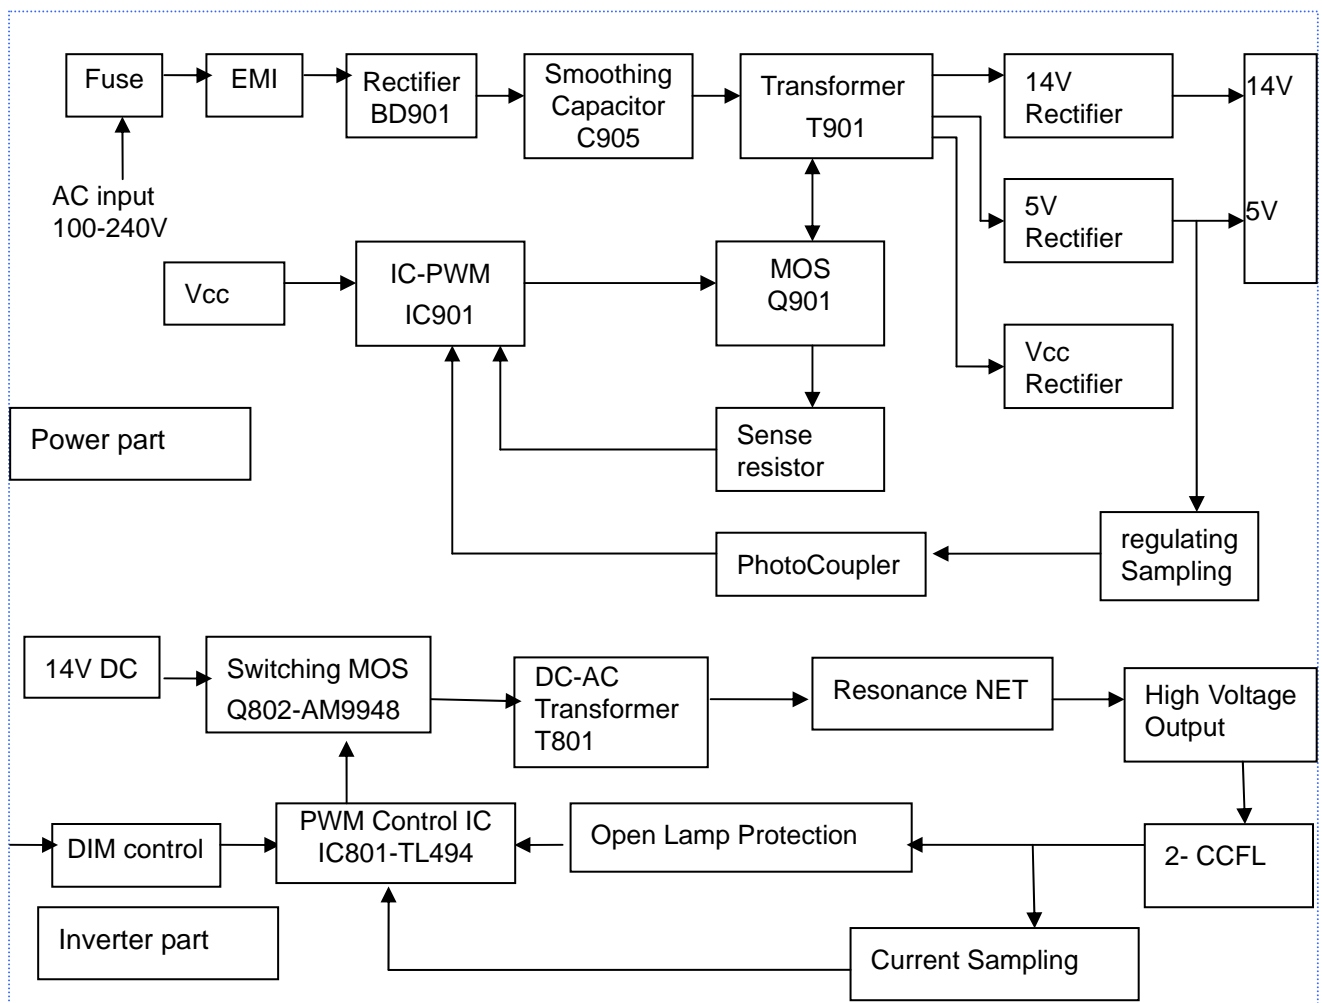 Fuse
EMI
Rectifier
BD901
Smoothing
Capacitor
C905
Transformer
T901
14V
Rectifier
14V
AC input
100-240V
5V
Rectifier
5V
Vcc
IC-PWM
IC901
MOS
Q901
Vcc
Rectifier
Power part
Sense
resistor
PhotoCoupler
regulating
Sampling
14V DC
Switching MOS
Q802-AM9948
DC-AC
Transformer
T801
Resonance NET
High Voltage
Output
DIM control
PWM Control IC
IC801-TL494
Open Lamp Protection
2- CCFL
Inverter part
Current Sampling